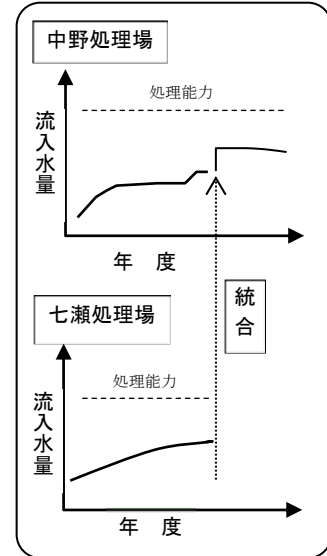 中野処理場
処理能力
流入水量
年 度
統合
七瀬処理場
処理能力
流入水量
年 度